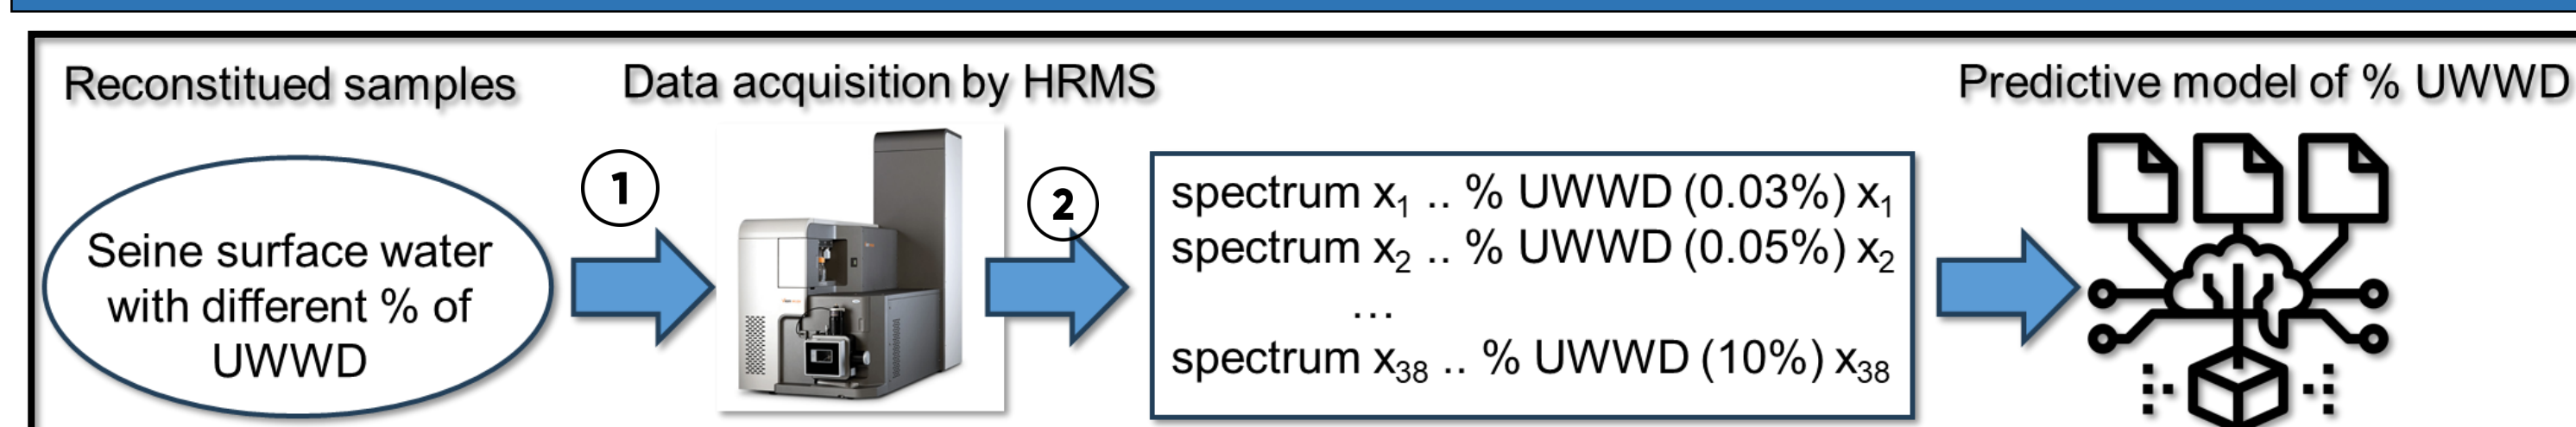 Reconstitued samples
Data acquisition by HRMS
Predictive model of % UWWD
Seine surface water
with different % of
UWWD
1
2
spectrum x₁ .. % UWWD (0.03%) x₁
spectrum x₂ .. % UWWD (0.05%) x₂
...
spectrum x₃₈ .. % UWWD (10%) x₃₈